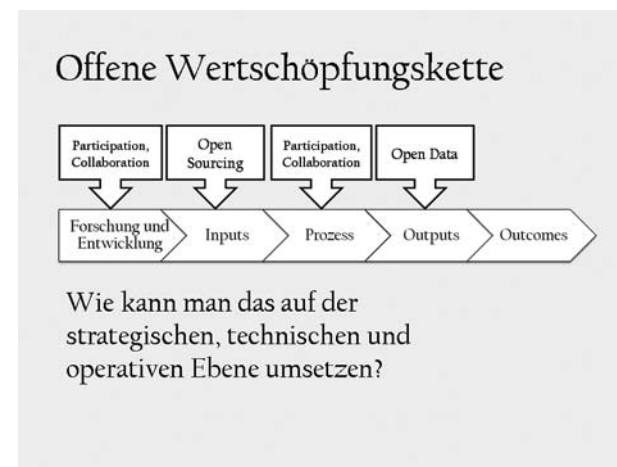 Offene Wertschöpfungskette
Participation,
Collaboration
Open
Sourcing
Participation,
Collaboration
Open Data
Forschung und
Entwicklung
Inputs
Prozess
Outputs
Outcomes
Wie kann man das auf der
strategischen, technischen und
operativen Ebene umsetzen?